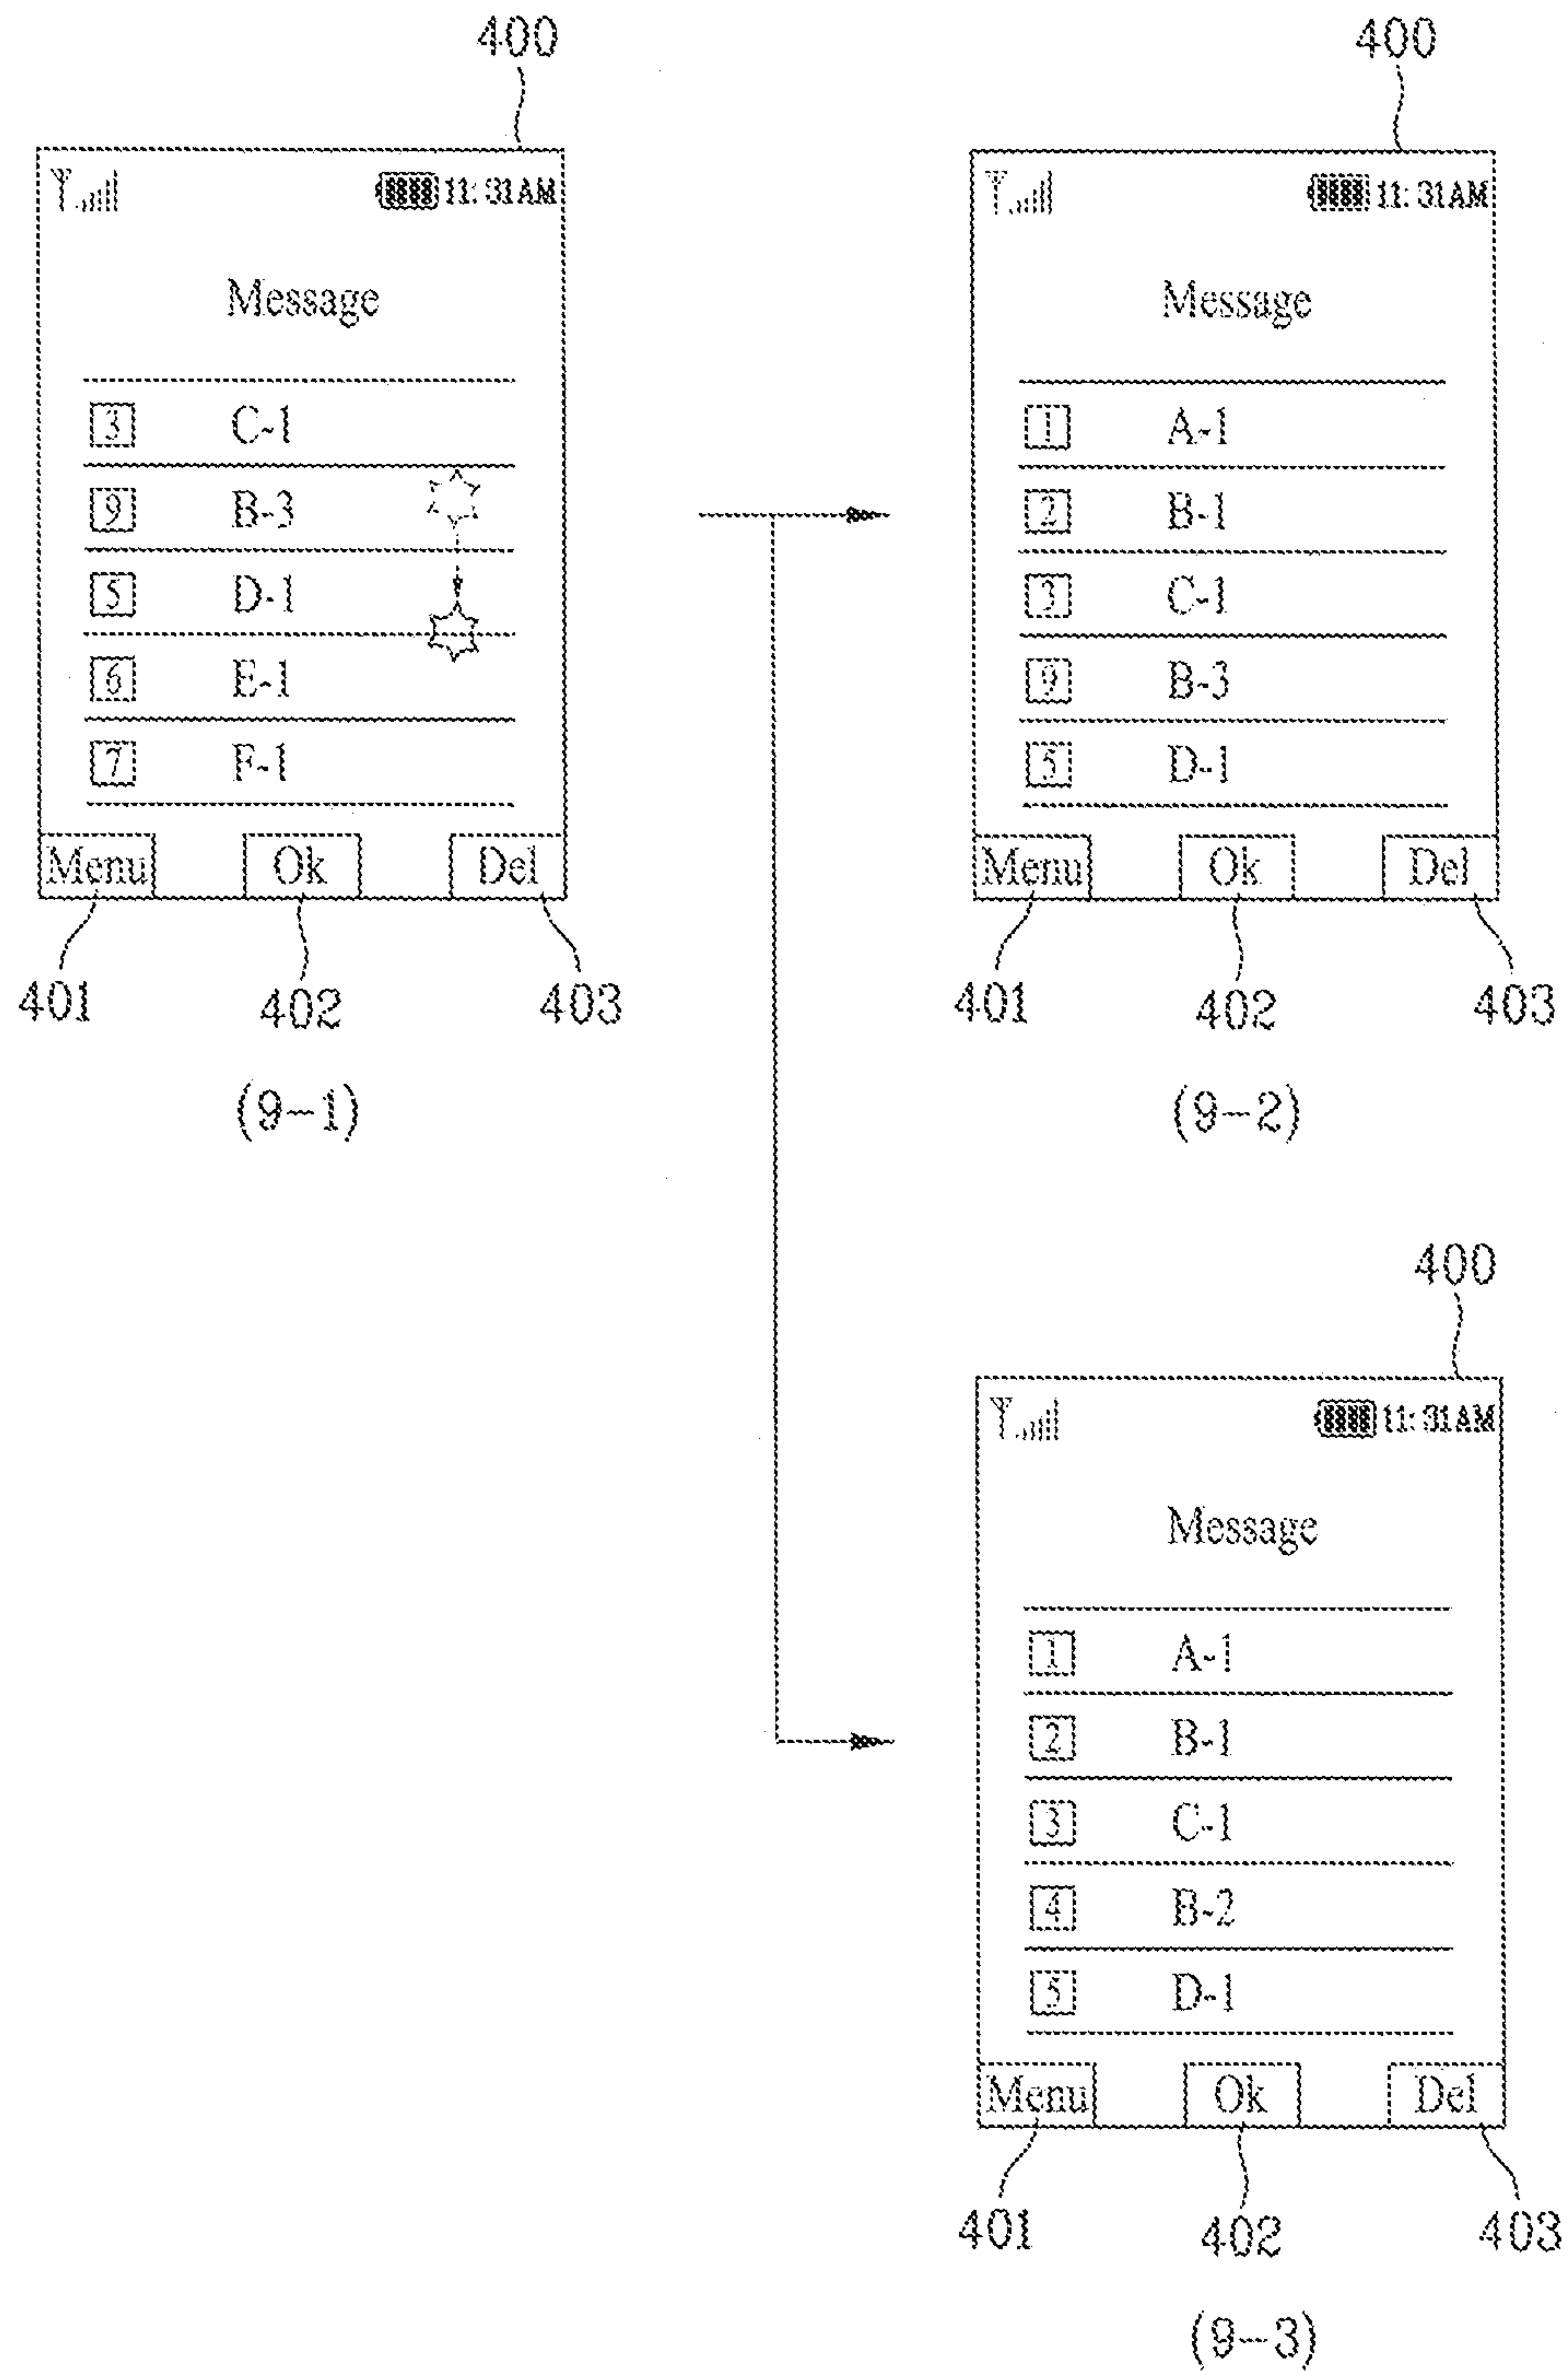 400
11:31AM
Message
3 C-1
9 B-3
5 D-1
6 E-1
7 F-1
Menu Ok Del
401 402 403
(9-1)
400
11:31AM
Message
1 A-1
2 B-1
3 C-1
9 B-3
5 D-1
Menu Ok Del
401 402 403
(9-2)
400
11:31AM
Message
1 A-1
2 B-1
3 C-1
4 B-2
5 D-1
Menu Ok Del
401 402 403
(9-3)